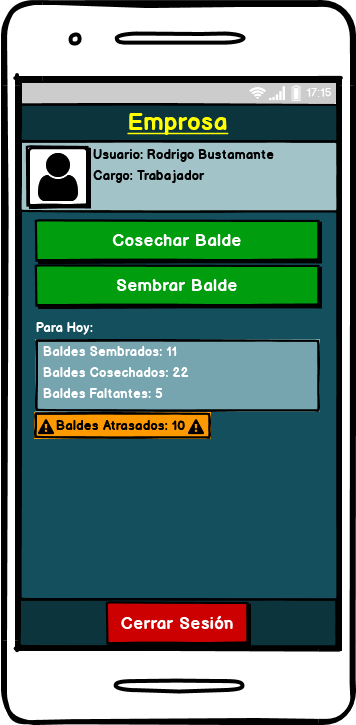 17:15
Emprosa
Usuario: Rodrigo Bustamante
Cargo: Trabajador
Cosechar Balde
Sembrar Balde
Para Hoy:
Baldes Sembrados: 11
Baldes Cosechados: 22
Baldes Faltantes: 5
Baldes Atrasados: 10
Cerrar Sesión